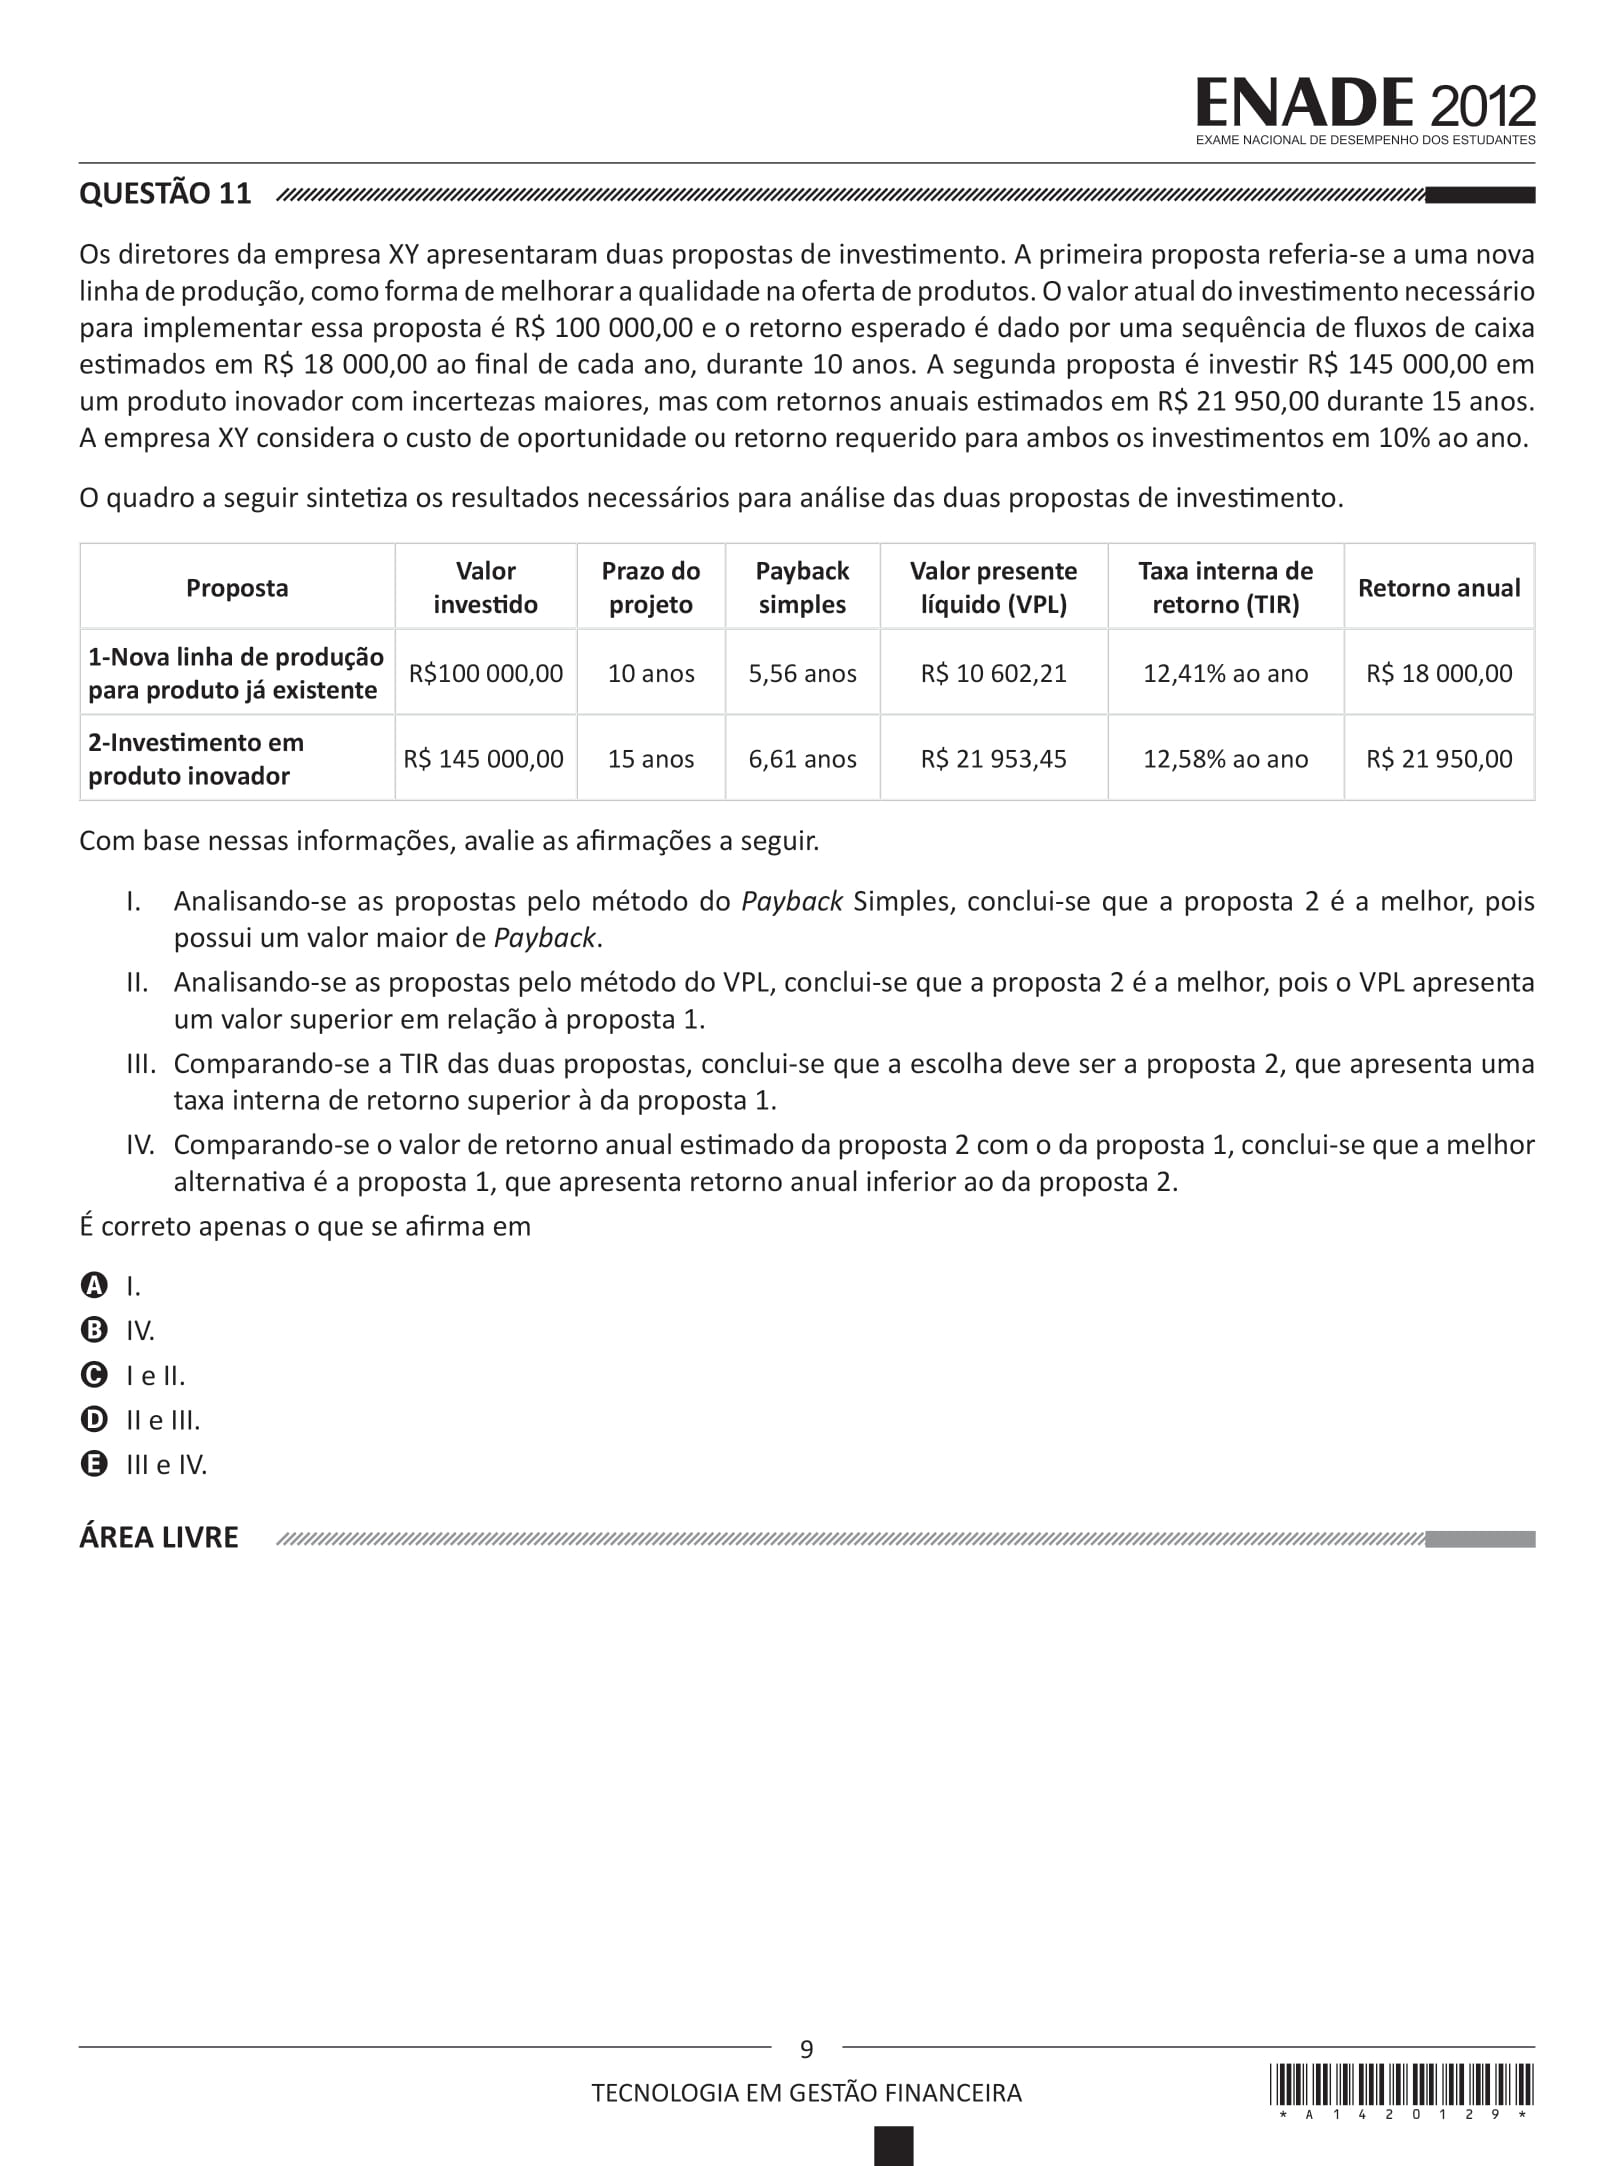 ENADE 2012
EXAME NACIONAL DE DESEMPENHO DOS ESTUDANTES
QUESTÃO 11
Os diretores da empresa XY apresentaram duas propostas de investimento. A primeira proposta referia-se a uma nova
linha de produção, como forma de melhorar a qualidade na oferta de produtos. O valor atual do investimento necessário
para implementar essa proposta é R$ 100 000,00 e o retorno esperado é dado por uma sequência de fluxos de caixa
estimados em R$ 18 000,00 ao final de cada ano, durante 10 anos. A segunda proposta é investir R$ 145 000,00 em
um produto inovador com incertezas maiores, mas com retornos anuais estimados em R$ 21 950,00 durante 15 anos.
A empresa XY considera o custo de oportunidade ou retorno requerido para ambos os investimentos em 10% ao ano.
O quadro a seguir sintetiza os resultados necessários para análise das duas propostas de investimento.
Proposta
Valor
investido
Prazo do
projeto
Payback
simples
Valor presente
líquido (VPL)
Taxa interna de
retorno (TIR)
Retorno anual
1-Nova linha de produção
para produto já existente
R$100 000,00
10 anos
5,56 anos
R$ 10 602,21
12,41% ao ano
R$ 18 000,00
2-Investimento em
produto inovador
R$ 145 000,00
15 anos
6,61 anos
R$ 21 953,45
12,58% ao ano
R$ 21 950,00
Com base nessas informações, avalie as afirmações a seguir.
I. Analisando-se as propostas pelo método do Payback Simples, conclui-se que a proposta 2 é a melhor, pois
possui um valor maior de Payback.
II. Analisando-se as propostas pelo método do VPL, conclui-se que a proposta 2 é a melhor, pois o VPL apresenta
um valor superior em relação à proposta 1.
III. Comparando-se a TIR das duas propostas, conclui-se que a escolha deve ser a proposta 2, que apresenta uma
taxa interna de retorno superior à da proposta 1.
IV. Comparando-se o valor de retorno anual estimado da proposta 2 com o da proposta 1, conclui-se que a melhor
alternativa é a proposta 1, que apresenta retorno anual inferior ao da proposta 2.
É correto apenas o que se afirma em
A I.
B IV.
C I e II.
D II e III.
E III e IV.
ÁREA LIVRE
9
TECNOLOGIA EM GESTÃO FINANCEIRA
* A 1 4 2 0 1 2 9 *